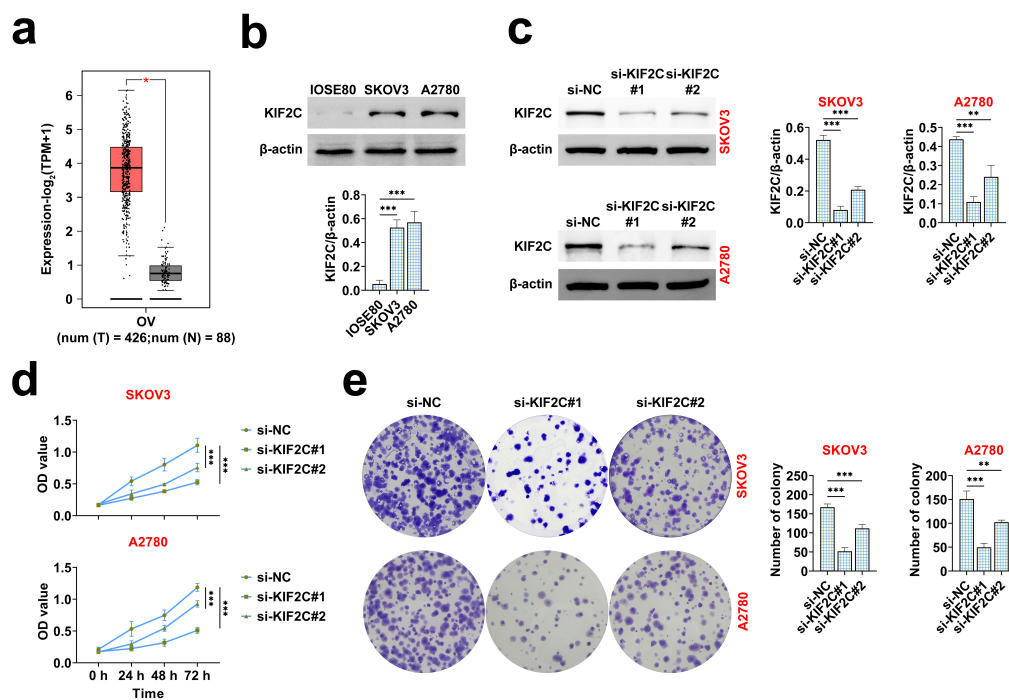 a
Expression-log2(TPM+1)
6
5
4
3
2
1
0
*
OV
(num (T) = 426;num (N) = 88)
b
IOSE80 SKOV3 A2780
KIF2C
β-actin
KIF2C/β-actin
0.8
0.6
0.4
0.2
0.0
***
***
IOSE80
SKOV3
A2780
c
si-NC si-KIF2C #1 si-KIF2C #2
KIF2C
β-actin
SKOV3
si-NC si-KIF2C #1 si-KIF2C #2
KIF2C
β-actin
A2780
SKOV3
KIF2C/β-actin
0.6
0.4
0.2
0.0
***
***
si-NC
si-KIF2C#1
si-KIF2C#2
A2780
KIF2C/β-actin
0.5
0.4
0.3
0.2
0.1
0.0
**
***
si-NC
si-KIF2C#1
si-KIF2C#2
d
SKOV3
OD value
1.5
1.0
0.5
0.0
***
***
si-NC
si-KIF2C#1
si-KIF2C#2
A2780
OD value
1.5
1.0
0.5
0.0
***
***
si-NC
si-KIF2C#1
si-KIF2C#2
0 h 24 h 48 h 72 h
Time
e
si-NC si-KIF2C#1 si-KIF2C#2
SKOV3
A2780
SKOV3
Number of colony
250
200
150
100
50
0
***
***
si-NC
si-KIF2C#1
si-KIF2C#2
A2780
Number of colony
200
150
100
50
0
**
***
si-NC
si-KIF2C#1
si-KIF2C#2